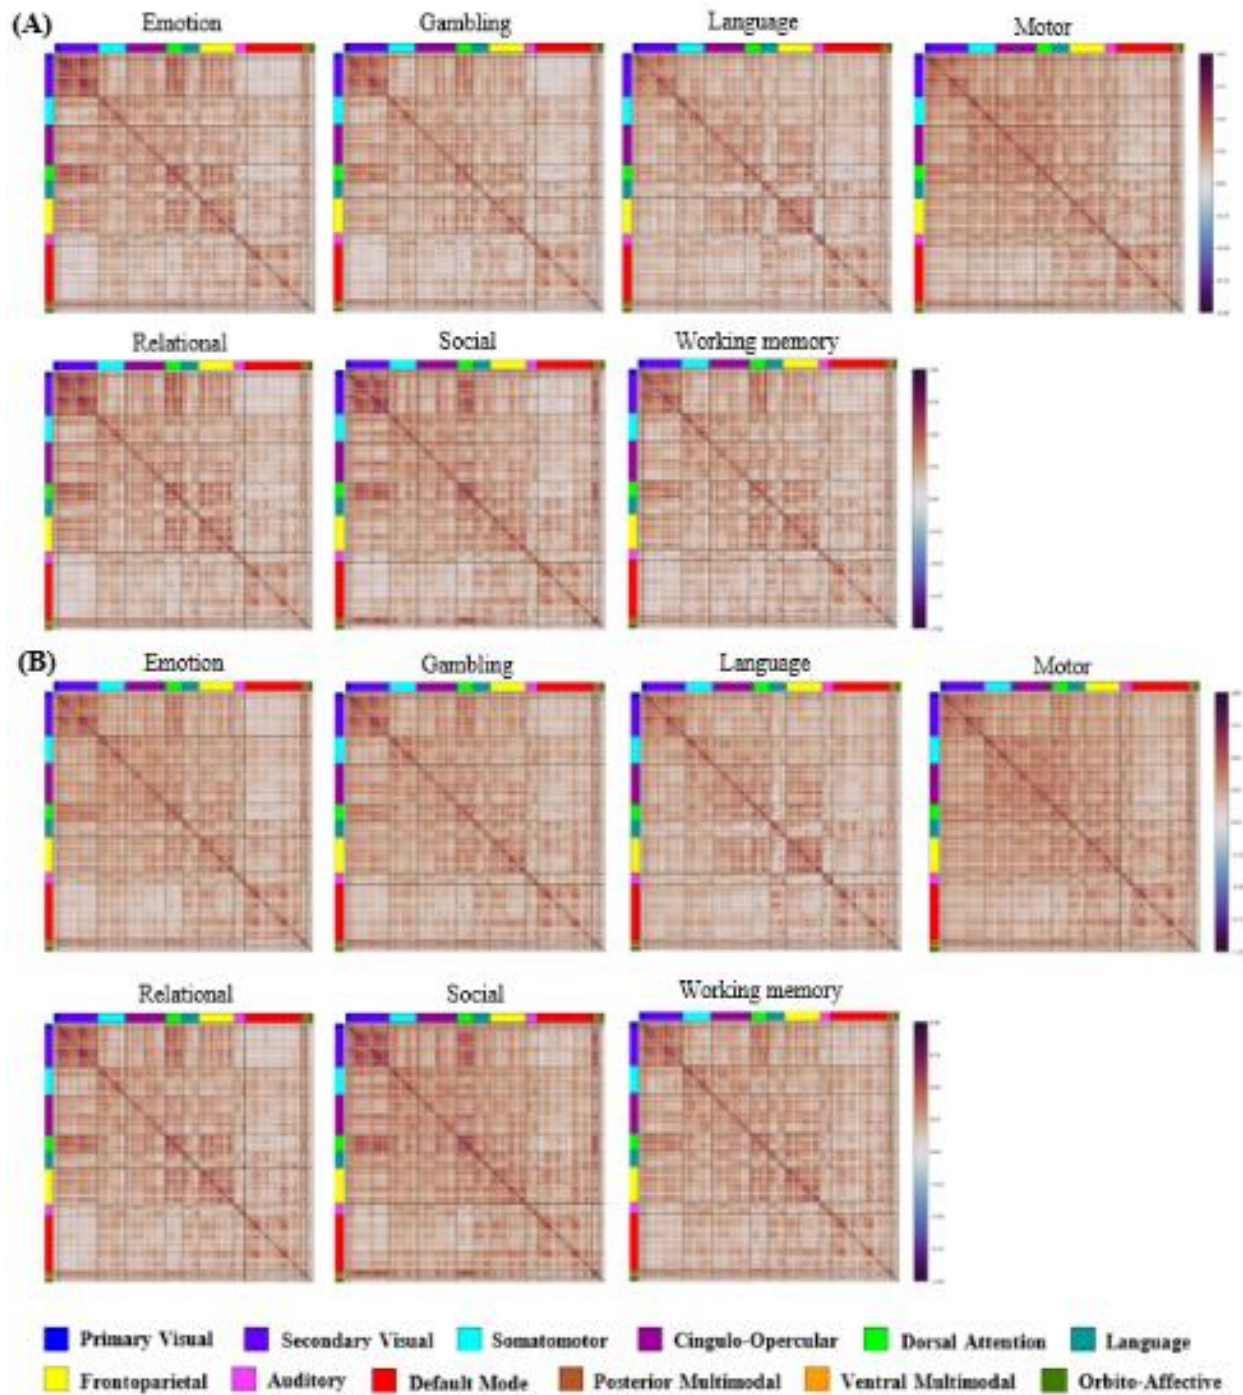 (A) Emotion Gambling Language Motor
Relational Social Working memory
(B) Emotion Gambling Language Motor
Relational Social Working memory
Primary Visual Secondary Visual Somatomotor Cingulo-Opercular Dorsal Attention Language
Frontoparietal Auditory Default Mode Posterior Multimodal Ventral Multimodal Orbito-Affective